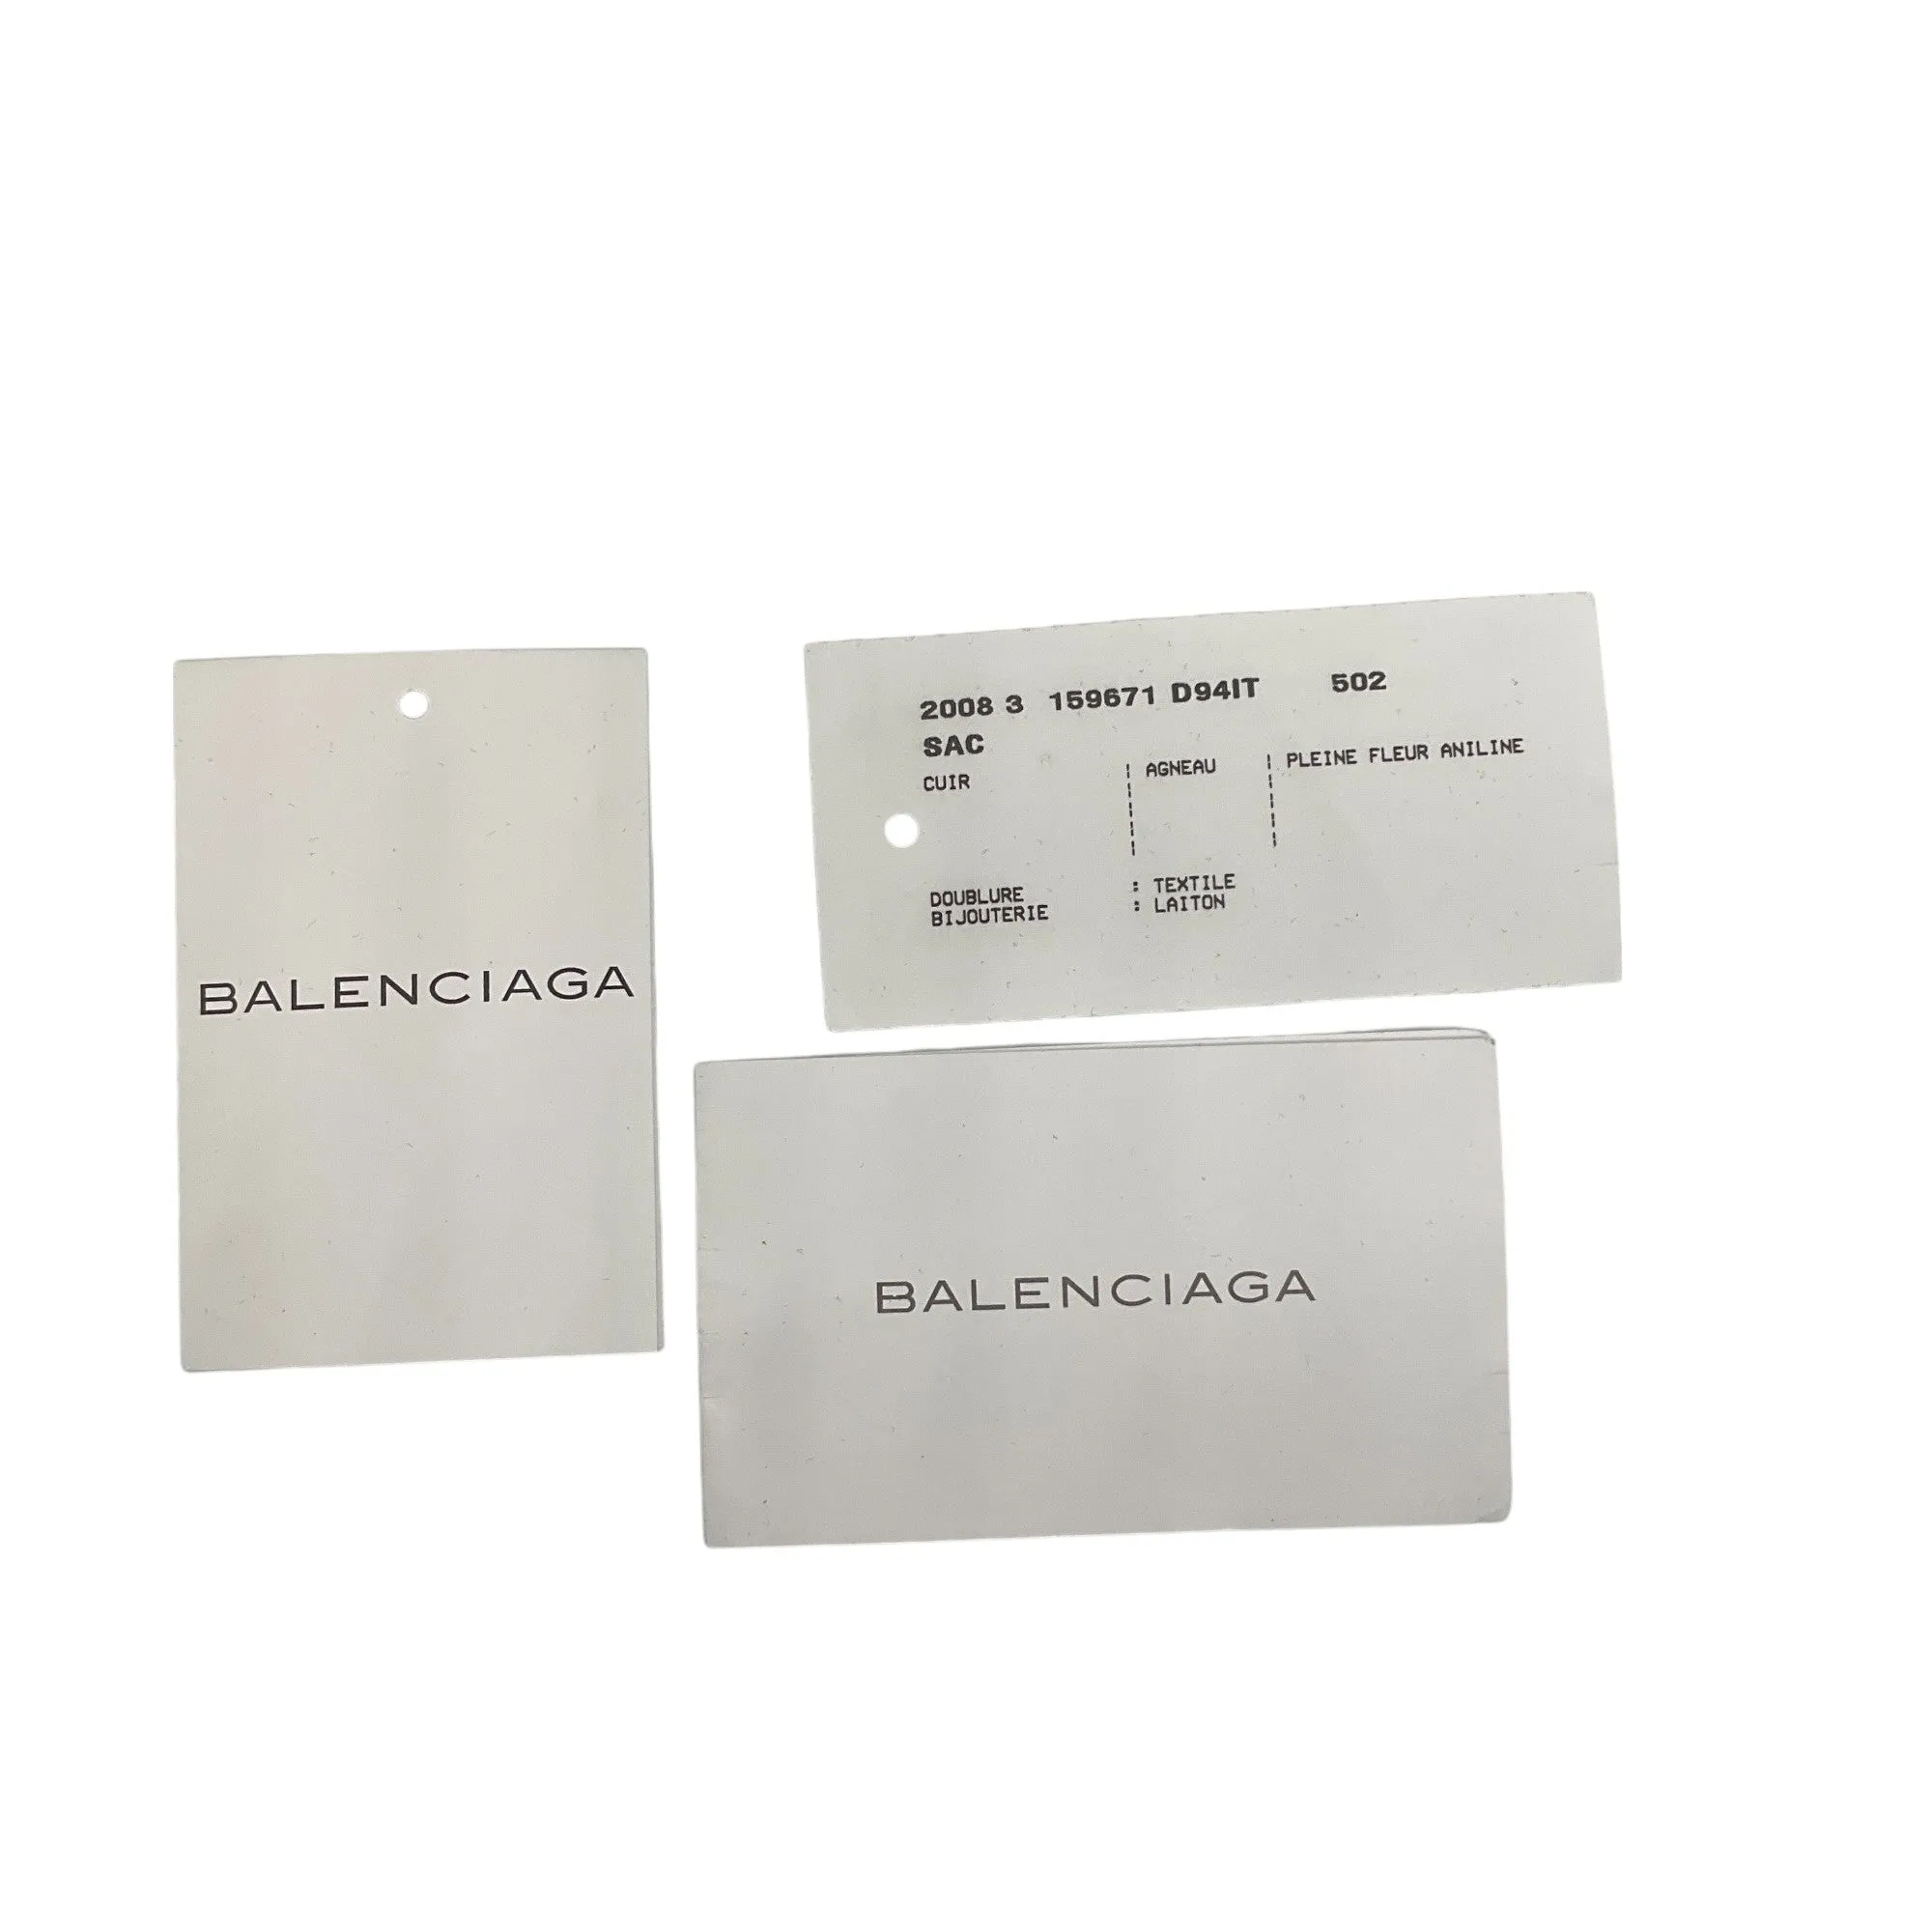 BALENCIAGA
2008 3 159671 D94IT 502
SAC
CUIR ¦ AGNEAU ¦ PLEINE FLEUR ANILINE
DOUBLURE : TEXTILE
BIJOUTERIE : LAITON
BALENCIAGA